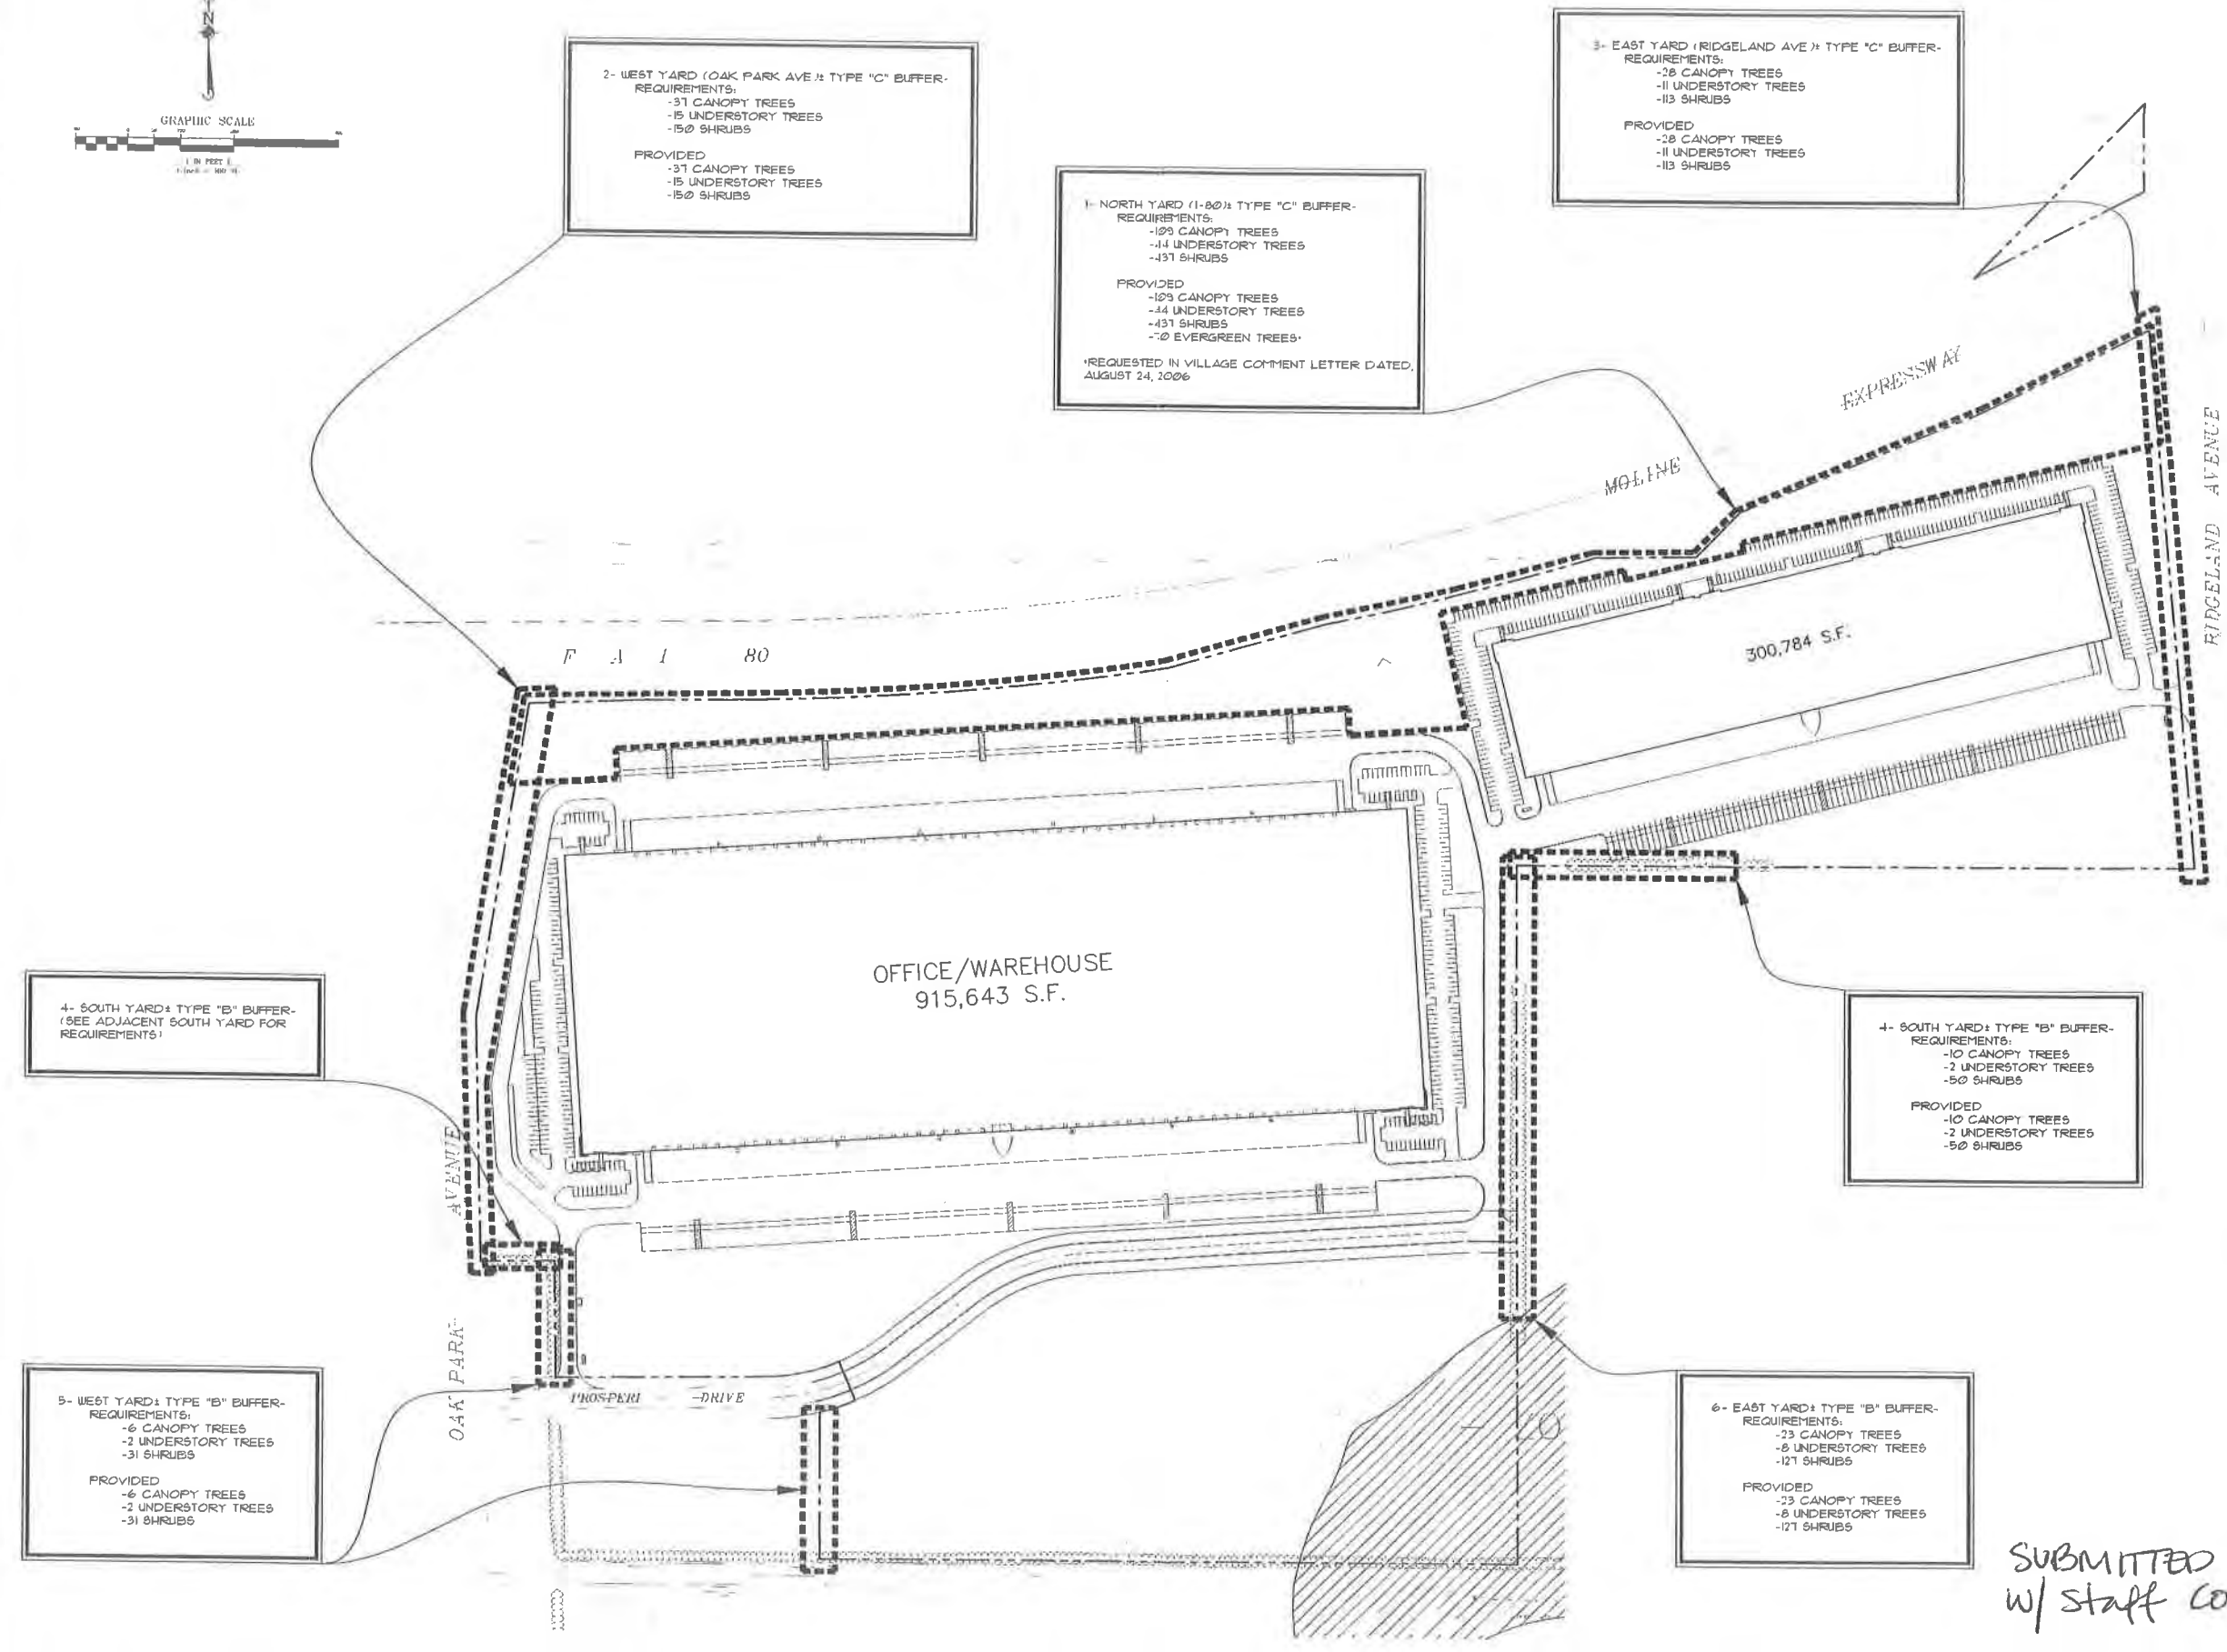 N
GRAPHIC SCALE
( IN FEET )
2- WEST YARD (OAK PARK AVE.): TYPE "C" BUFFER-
REQUIREMENTS:
-37 CANOPY TREES
-15 UNDERSTORY TREES
-150 SHRUBS
PROVIDED
-37 CANOPY TREES
-15 UNDERSTORY TREES
-150 SHRUBS
1- NORTH YARD (I-80): TYPE "C" BUFFER-
REQUIREMENTS:
-109 CANOPY TREES
-44 UNDERSTORY TREES
-437 SHRUBS
PROVIDED
-109 CANOPY TREES
-44 UNDERSTORY TREES
-437 SHRUBS
-70 EVERGREEN TREES*
*REQUESTED IN VILLAGE COMMENT LETTER DATED,
AUGUST 24, 2006
3- EAST YARD (RIDGELAND AVE.): TYPE "C" BUFFER-
REQUIREMENTS:
-28 CANOPY TREES
-11 UNDERSTORY TREES
-113 SHRUBS
PROVIDED
-28 CANOPY TREES
-11 UNDERSTORY TREES
-113 SHRUBS
MOLINE
EXPRESSWAY
RIDGELAND AVENUE
F A I 80
300,784 S.F.
OFFICE/WAREHOUSE
915,643 S.F.
4- SOUTH YARD: TYPE "B" BUFFER-
(SEE ADJACENT SOUTH YARD FOR
REQUIREMENTS)
4- SOUTH YARD: TYPE "B" BUFFER-
REQUIREMENTS:
-10 CANOPY TREES
-2 UNDERSTORY TREES
-50 SHRUBS
PROVIDED
-10 CANOPY TREES
-2 UNDERSTORY TREES
-50 SHRUBS
OAK PARK AVENUE
PROSPERI DRIVE
5- WEST YARD: TYPE "B" BUFFER-
REQUIREMENTS:
-6 CANOPY TREES
-2 UNDERSTORY TREES
-31 SHRUBS
PROVIDED
-6 CANOPY TREES
-2 UNDERSTORY TREES
-31 SHRUBS
6- EAST YARD: TYPE "B" BUFFER-
REQUIREMENTS:
-23 CANOPY TREES
-8 UNDERSTORY TREES
-127 SHRUBS
PROVIDED
-23 CANOPY TREES
-8 UNDERSTORY TREES
-127 SHRUBS
SUBMITTED
w/ Staff CO